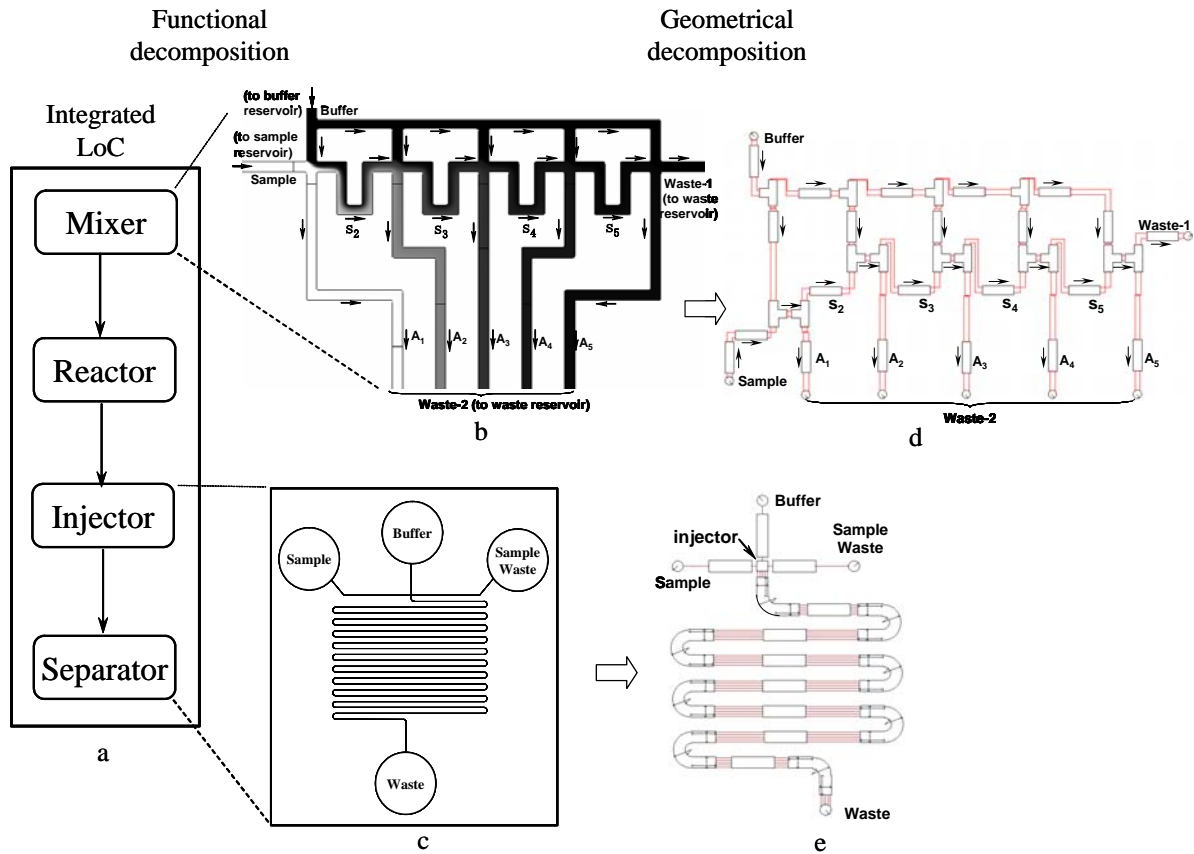 Functional
decomposition
Geometrical
decomposition
Integrated
LoC
Mixer
Reactor
Injector
Separator
a
(to buffer
reservoir)
Buffer
(to sample
reservoir)
Sample
Waste-1
(to waste
reservoir)
S2
S3
S4
S5
A1
A2
A3
A4
A5
Waste-2 (to waste reservoir)
b
Buffer
Waste-1
S2
S3
S4
S5
A1
A2
A3
A4
A5
Sample
Waste-2
d
Buffer
Sample
Sample
Waste
Waste
c
Buffer
injector
Sample
Waste
Sample
Waste
e